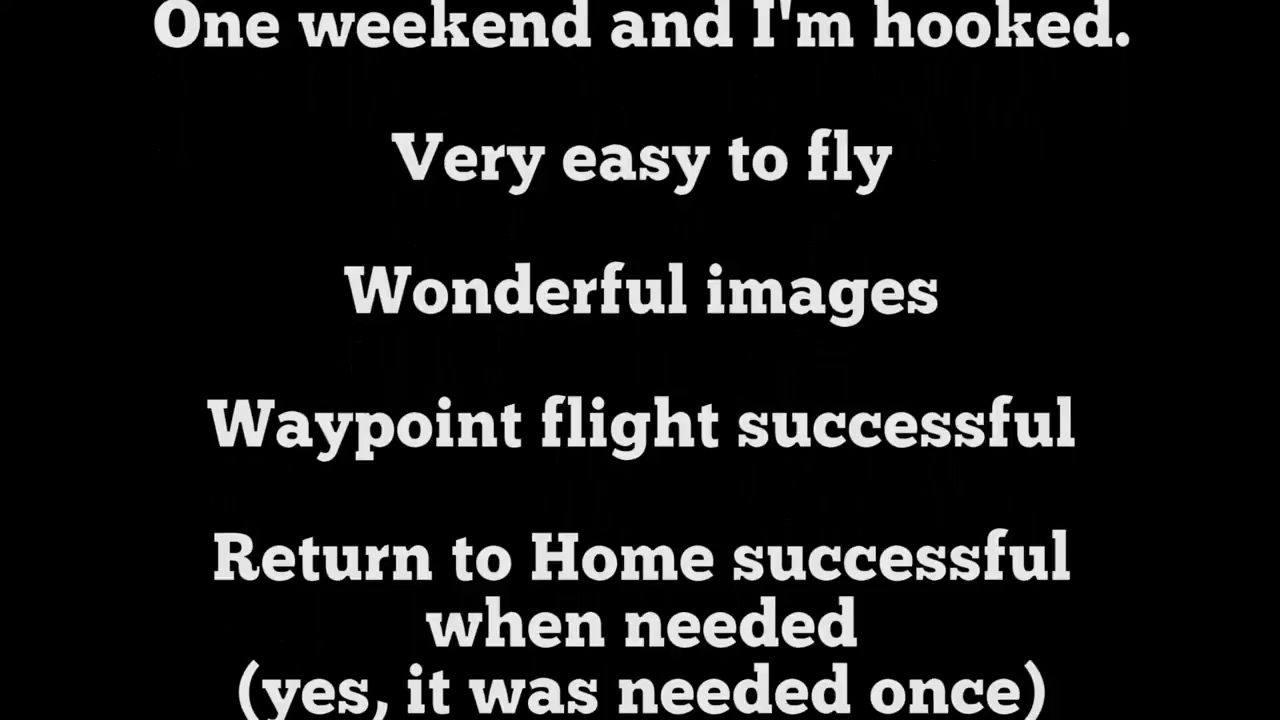 One weekend and I'm hooked.
Very easy to fly
Wonderful images
Waypoint flight successful
Return to Home successful
when needed
(yes, it was needed once)